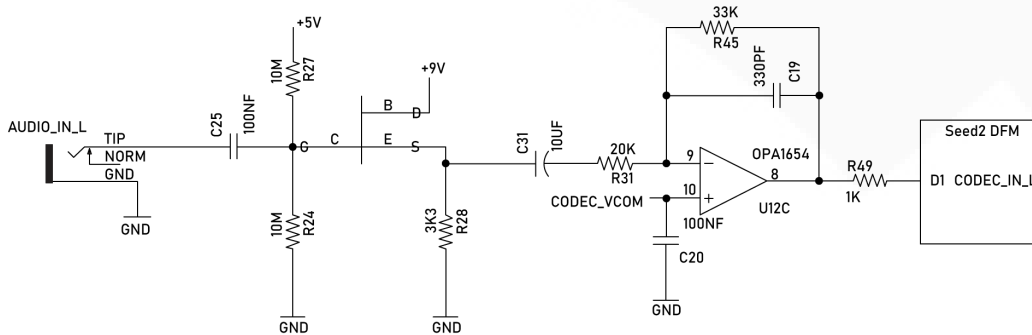 +5V
10M
R27
+9V
B
D
AUDIO_IN_L
TIP
NORM
GND
GND
C25
100NF
G
C
E
S
10M
R24
GND
3K3
R28
GND
C31
10UF
20K
R31
33K
R45
330PF
C19
9
−
OPA1654
8
10
+
U12C
CODEC_VCOM
100NF
C20
GND
R49
1K
Seed2 DFM
D1 CODEC_IN_L